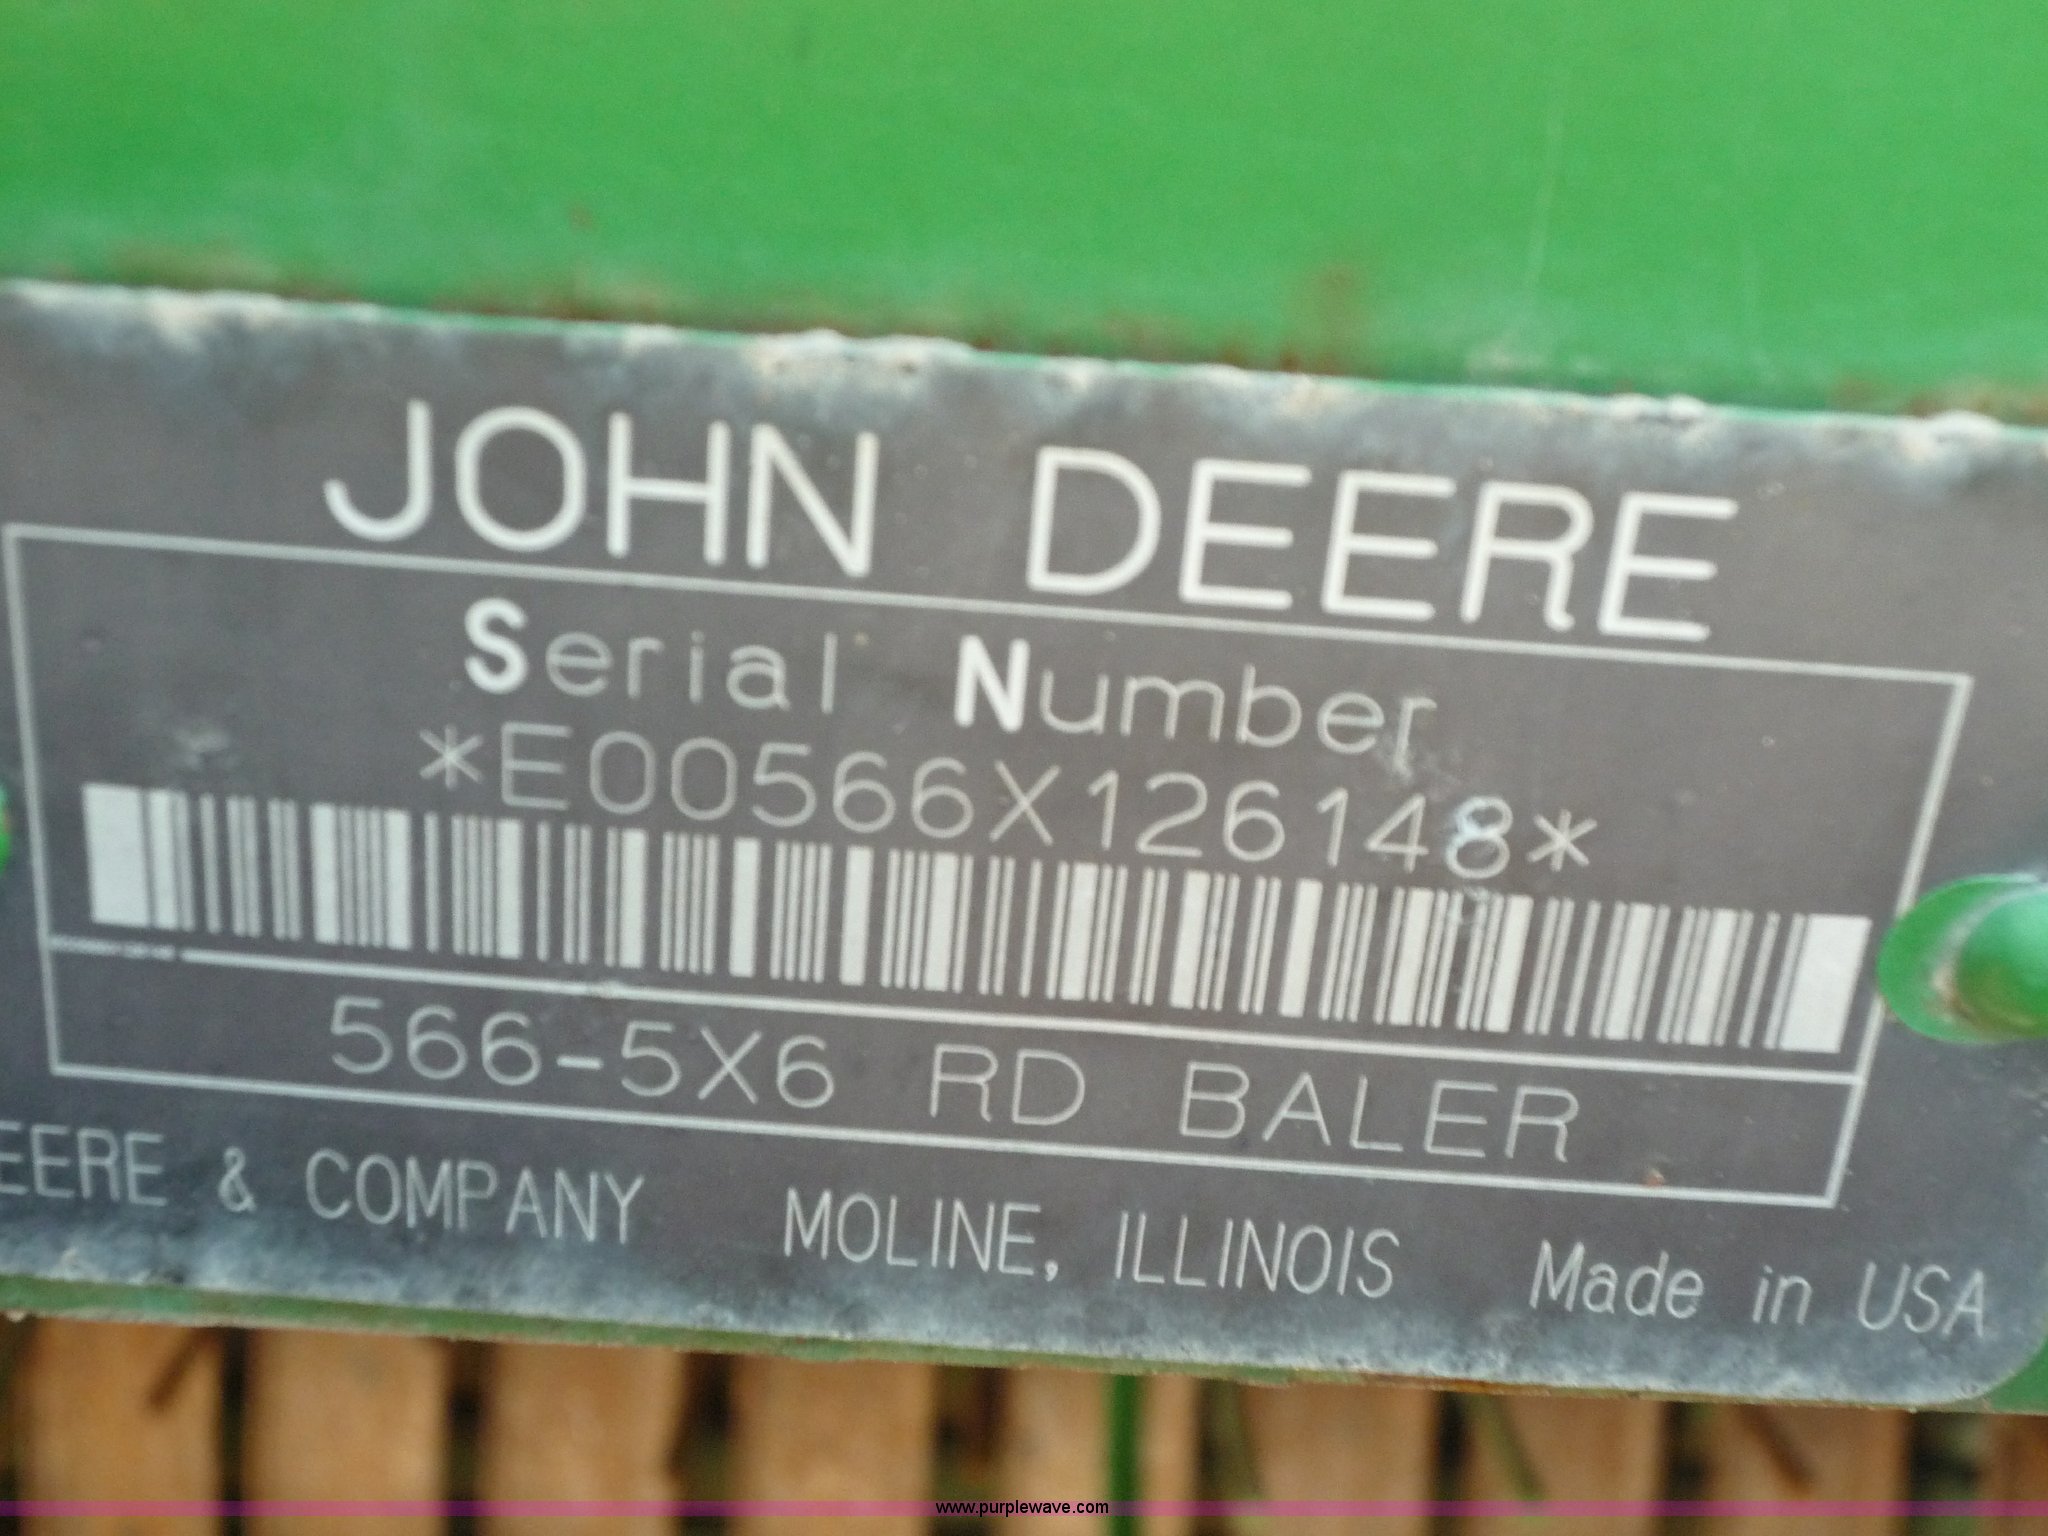 JOHN DEERE
Serial Number
*E00566X126148*
566-5X6 RD BALER
EERE & COMPANY MOLINE, ILLINOIS Made in USA
www.purplewave.com